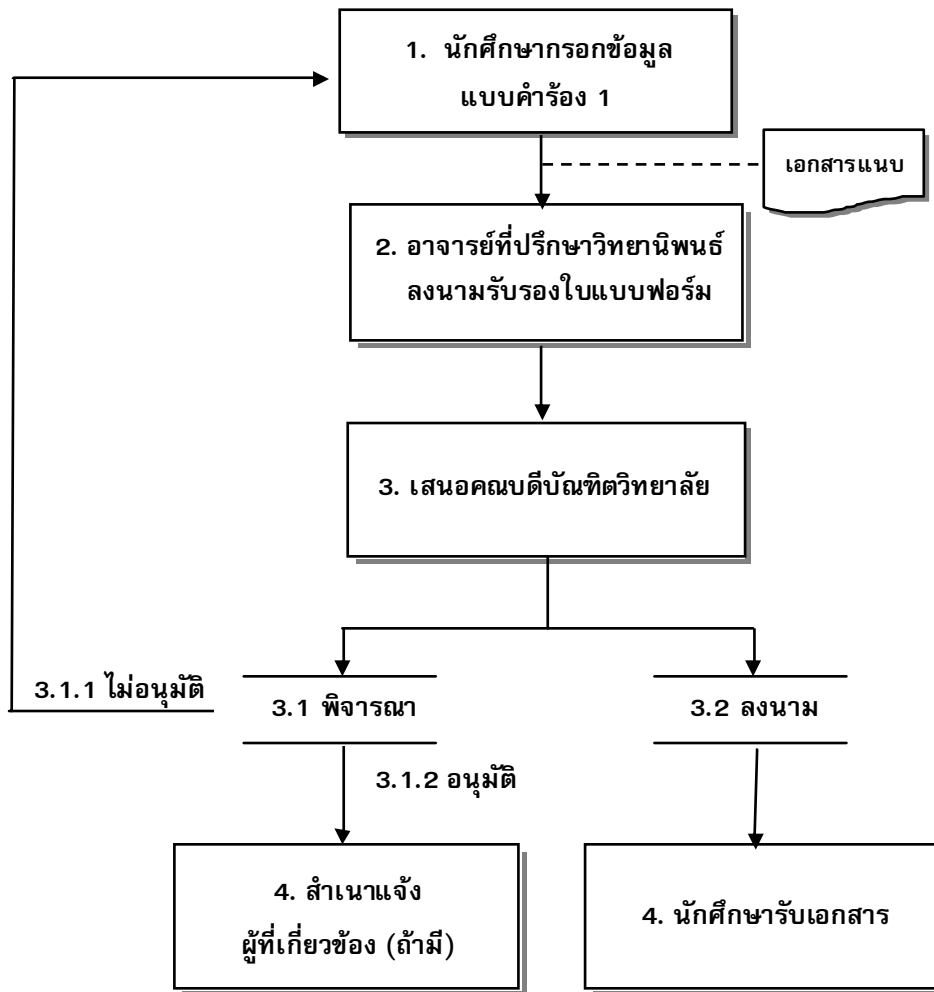 1. นักศึกษากรอกข้อมูล
แบบคำร้อง 1
เอกสารแนบ
2. อาจารย์ที่ปรึกษาวิทยานิพนธ์
ลงนามรับรองใบแบบฟอร์ม
3. เสนอคณบดีบัณฑิตวิทยาลัย
3.1.1 ไม่อนุมัติ
3.1 พิจารณา
3.2 ลงนาม
3.1.2 อนุมัติ
4. สำเนาแจ้ง
ผู้ที่เกี่ยวข้อง (ถ้ามี)
4. นักศึกษารับเอกสาร